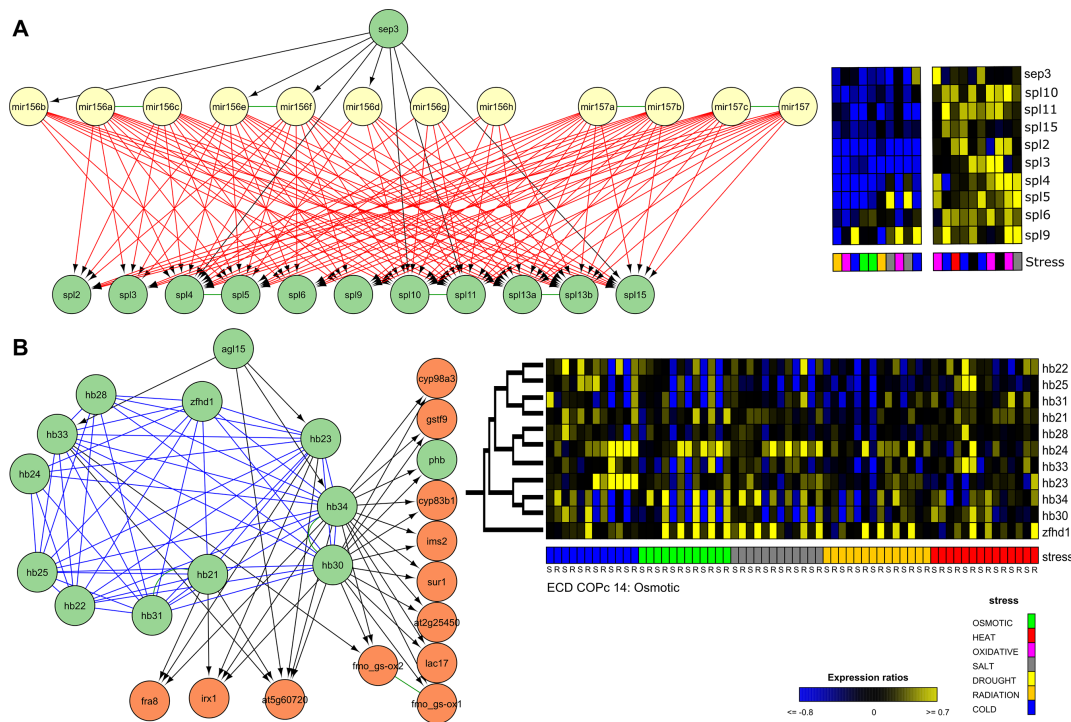 A
sep3
mir156b
mir156a
mir156c
mir156e
mir156f
mir156d
mir156g
mir156h
mir157a
mir157b
mir157c
mir157
spl2
spl3
spl4
spl5
spl6
spl9
spl10
spl11
spl13a
spl13b
spl15
sep3
spl10
spl11
spl15
spl2
spl3
spl4
spl5
spl6
spl9
Stress
B
agl15
hb28
zfhd1
hb33
hb23
hb24
hb34
hb25
hb21
hb30
hb22
hb31
cyp98a3
gstf9
phb
cyp83b1
ims2
sur1
at2g25450
lac17
fmo_gs-ox2
fmo_gs-ox1
fra8
irx1
at5g60720
hb22
hb25
hb31
hb21
hb28
hb24
hb33
hb23
hb34
hb30
zfhd1
stress
S R S R S R S R S R S R S R S R S R S R S R S R S R S R S R S R S R S R S R S R S R S R S R S R S R S R S R S R S R S R S R S R
ECD COPc 14: Osmotic
stress
OSMOTIC
HEAT
OXIDATIVE
SALT
DROUGHT
RADIATION
COLD
Expression ratios
<= -0.8 0 >= 0.7